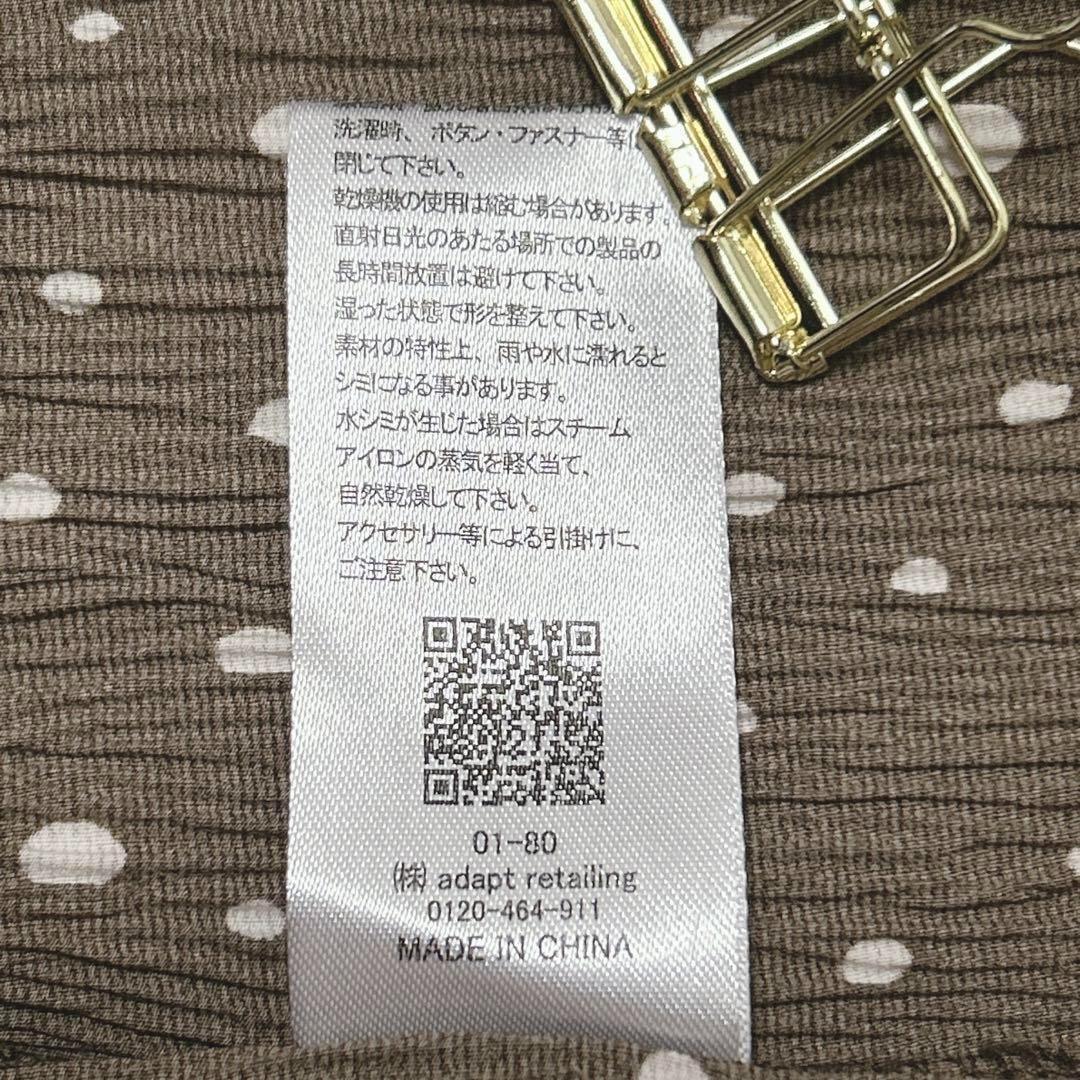 洗濯時、ボタン・ファスナー等
閉じて下さい。
乾燥機の使用は縮む場合があります。
直射日光のあたる場所での製品の
長時間放置は避けて下さい。
湿った状態で形を整えて下さい。
素材の特性上、雨や水に濡れると
シミになる事があります。
水シミが生じた場合はスチーム
アイロンの蒸気を軽く当て、
自然乾燥して下さい。
アクセサリー等による引掛けに、
ご注意下さい。
01-80
(株) adapt retailing
0120-464-911
MADE IN CHINA